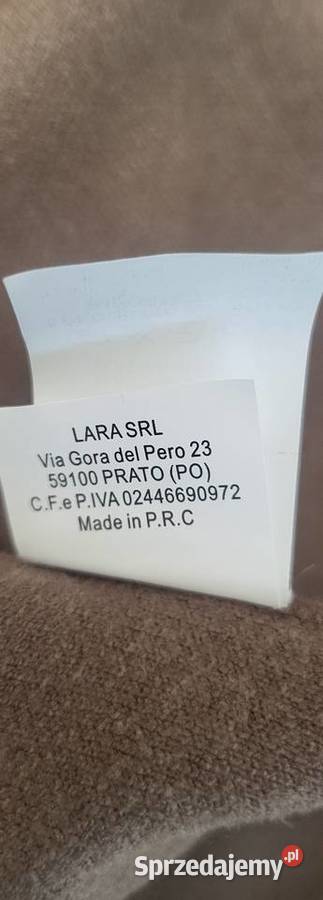 LARA SRL
Via Gora del Pero 23
59100 PRATO (PO)
C.F.e P.IVA 02446690972
Made in P.R.C
Sprzedajemy.pl